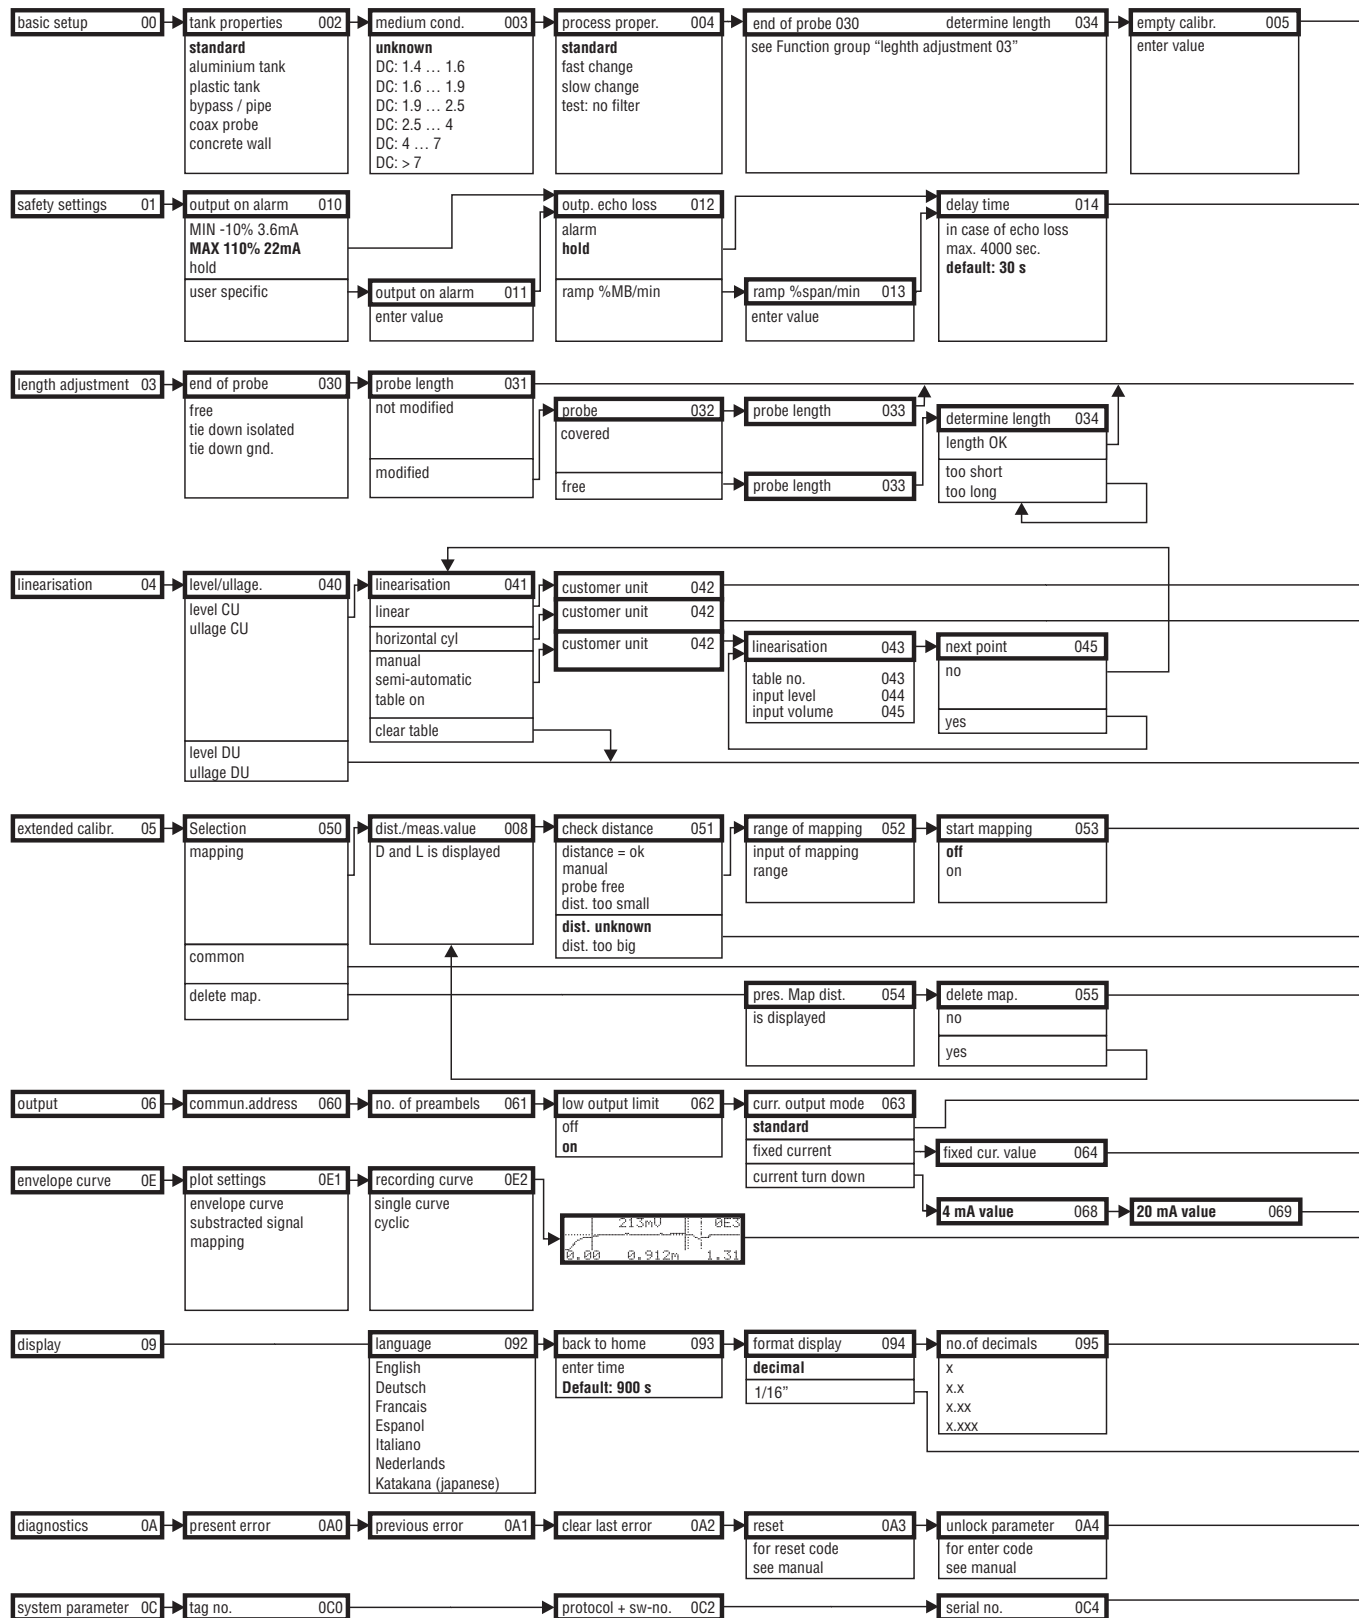 basic setup 00
tank properties 002
standard
aluminium tank
plastic tank
bypass / pipe
coax probe
concrete wall
medium cond. 003
unknown
DC: 1.4 … 1.6
DC: 1.6 … 1.9
DC: 1.9 … 2.5
DC: 2.5 … 4
DC: 4 … 7
DC: > 7
process proper. 004
standard
fast change
slow change
test: no filter
end of probe 030 determine length 034
see Function group “leghth adjustment 03”
empty calibr. 005
enter value
safety settings 01
output on alarm 010
MIN -10% 3.6mA
MAX 110% 22mA
hold
user specific
output on alarm 011
enter value
outp. echo loss 012
alarm
hold
ramp %MB/min
ramp %span/min 013
enter value
delay time 014
in case of echo loss
max. 4000 sec.
default: 30 s
length adjustment 03
end of probe 030
free
tie down isolated
tie down gnd.
probe length 031
not modified
modified
probe 032
covered
free
probe length 033
probe length 033
determine length 034
length OK
too short
too long
linearisation 04
level/ullage. 040
level CU
ullage CU
level DU
ullage DU
linearisation 041
linear
horizontal cyl
manual
semi-automatic
table on
clear table
customer unit 042
customer unit 042
customer unit 042
linearisation 043
table no. 043
input level 044
input volume 045
next point 045
no
yes
extended calibr. 05
Selection 050
mapping
common
delete map.
dist./meas.value 008
D and L is displayed
check distance 051
distance = ok
manual
probe free
dist. too small
dist. unknown
dist. too big
range of mapping 052
input of mapping
range
start mapping 053
off
on
pres. Map dist. 054
is displayed
delete map. 055
no
yes
output 06
commun.address 060
no. of preambels 061
low output limit 062
off
on
curr. output mode 063
standard
fixed current
current turn down
fixed cur. value 064
4 mA value 068
20 mA value 069
envelope curve 0E
plot settings 0E1
envelope curve
substracted signal
mapping
recording curve 0E2
single curve
cyclic
213mV 0E3
0.00 0.912m 1.31
display 09
language 092
English
Deutsch
Francais
Espanol
Italiano
Nederlands
Katakana (japanese)
back to home 093
enter time
Default: 900 s
format display 094
decimal
1/16”
no.of decimals 095
x
x.x
x.xx
x.xxx
diagnostics 0A
present error 0A0
previous error 0A1
clear last error 0A2
reset 0A3
for reset code
see manual
unlock parameter 0A4
for enter code
see manual
system parameter 0C
tag no. 0C0
protocol + sw-no. 0C2
serial no. 0C4